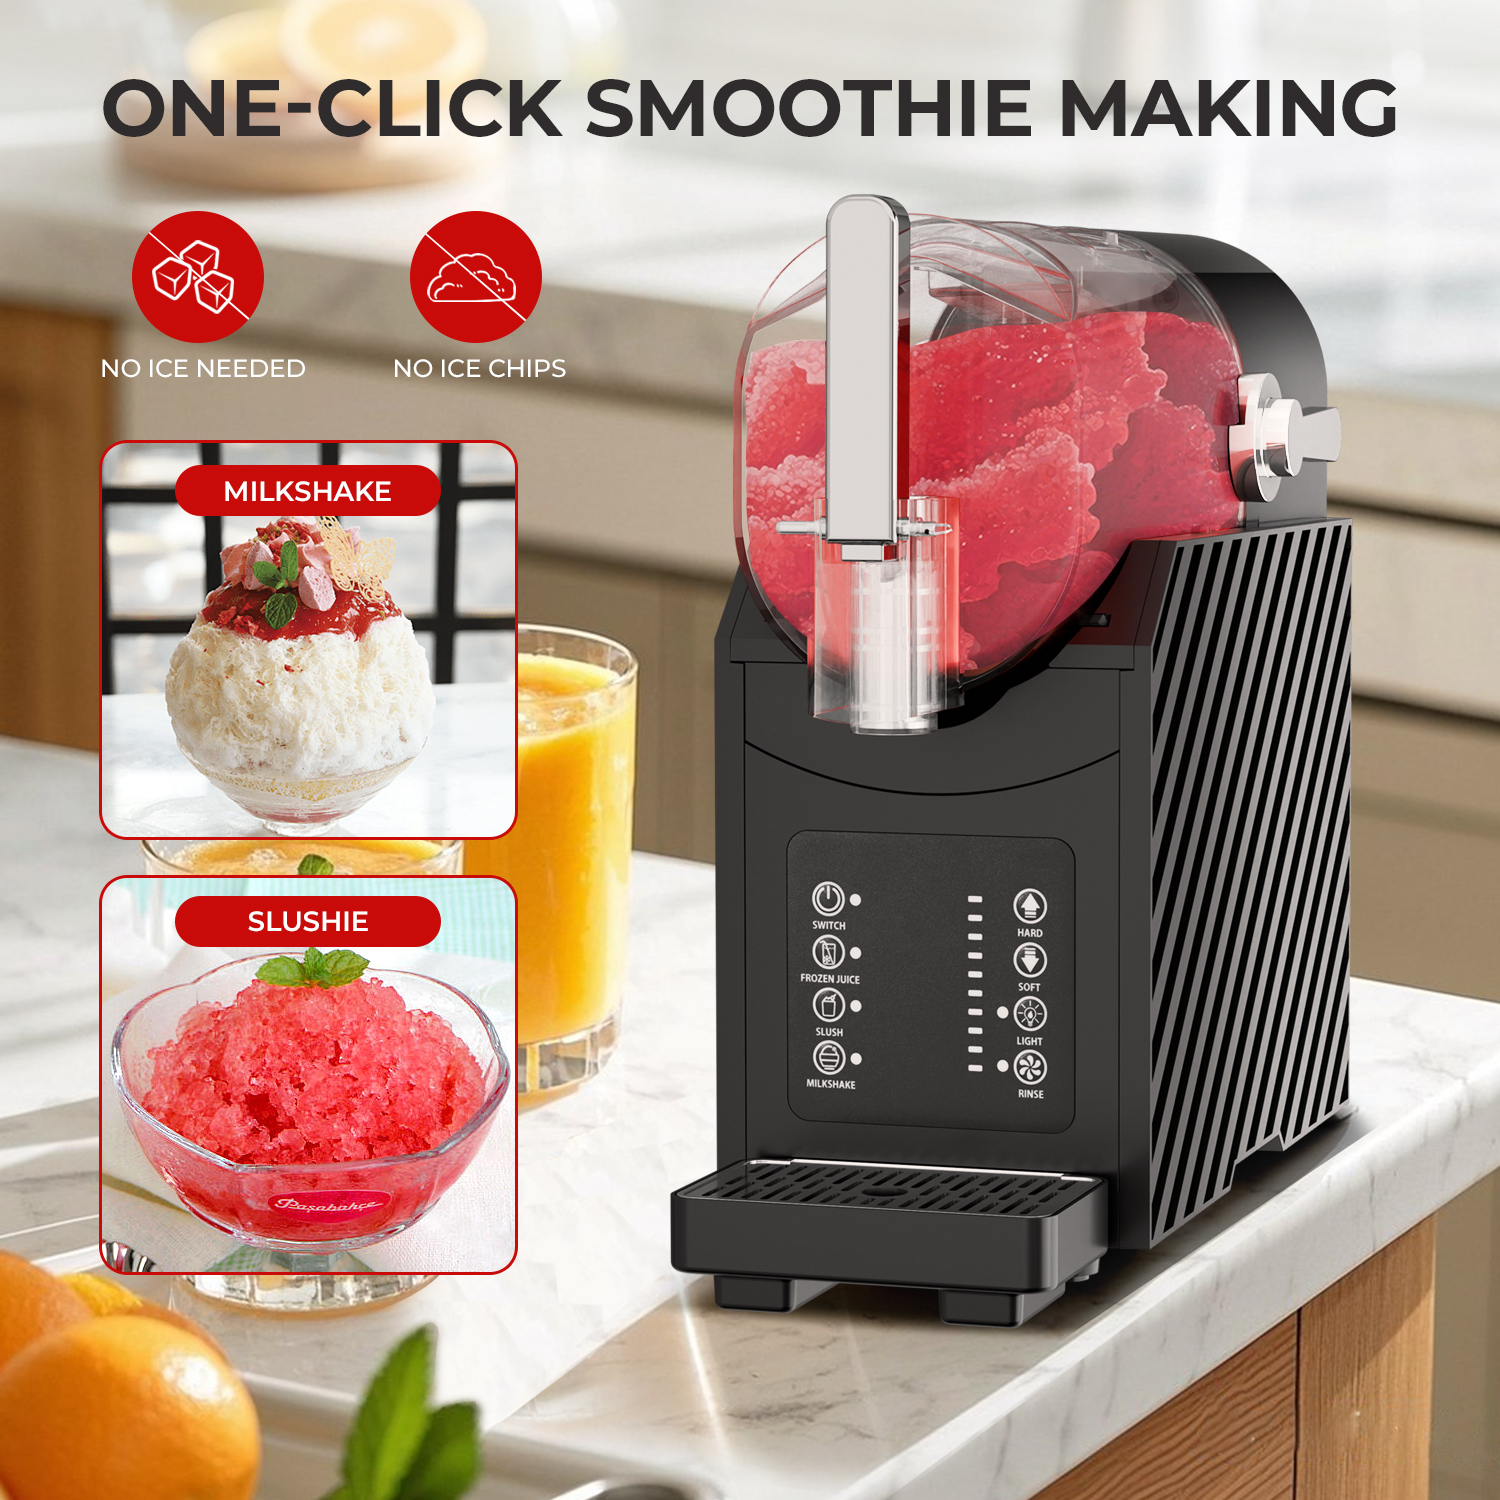 ONE-CLICK SMOOTHIE MAKING
NO ICE NEEDED
NO ICE CHIPS
MILKSHAKE
SLUSHIE
Paşabahçe
SWITCH
FROZEN JUICE
SLUSH
MILKSHAKE
HARD
SOFT
LIGHT
RINSE